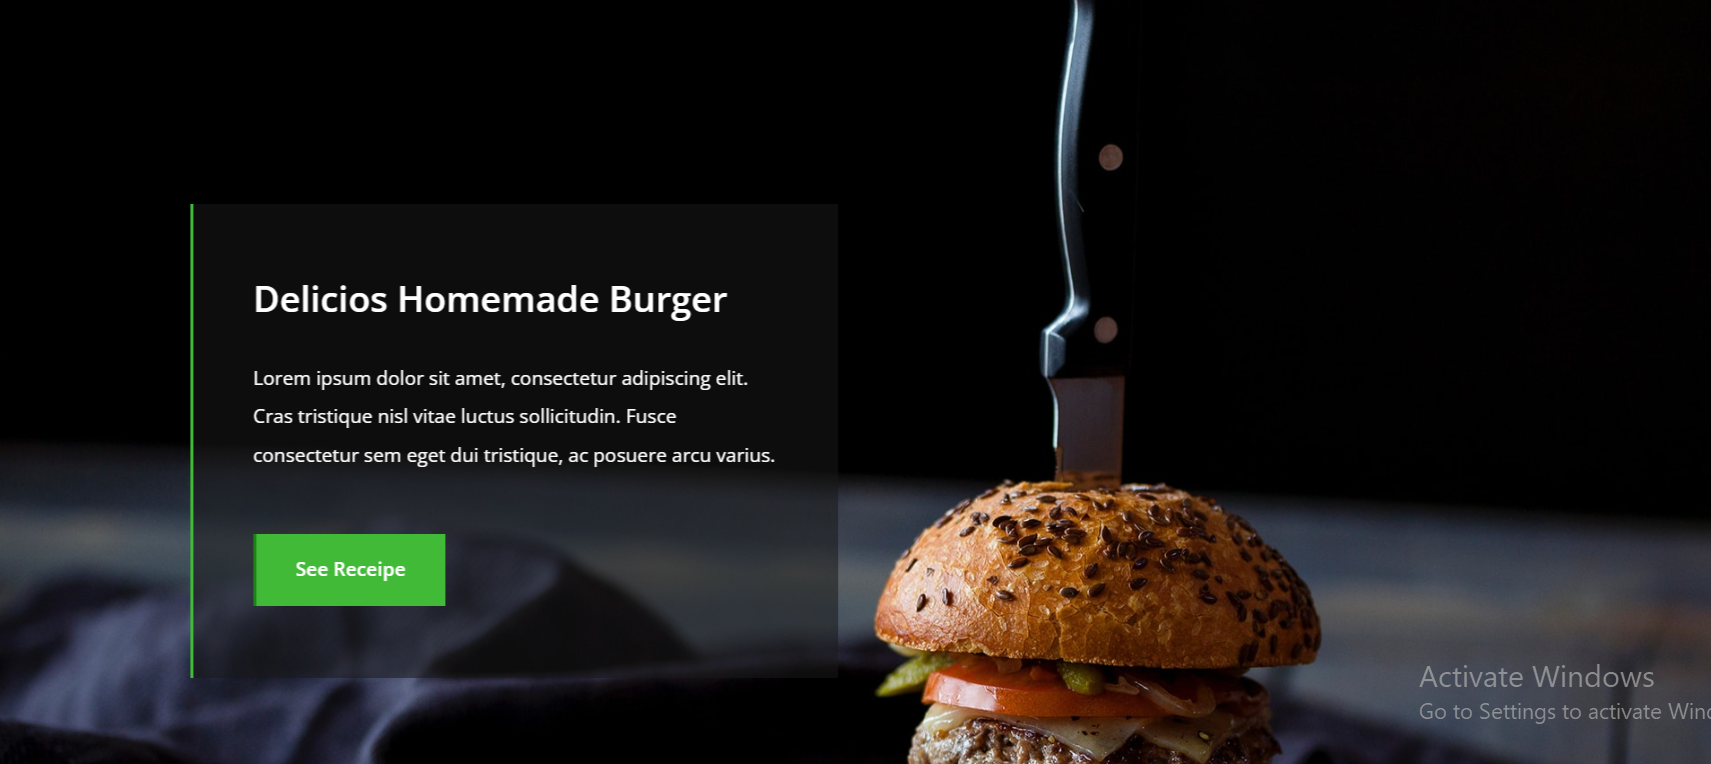 Delicios Homemade Burger
Lorem ipsum dolor sit amet, consectetur adipiscing elit.
Cras tristique nisl vitae luctus sollicitudin. Fusce
consectetur sem eget dui tristique, ac posuere arcu varius.
See Receipe
Activate Windows
Go to Settings to activate